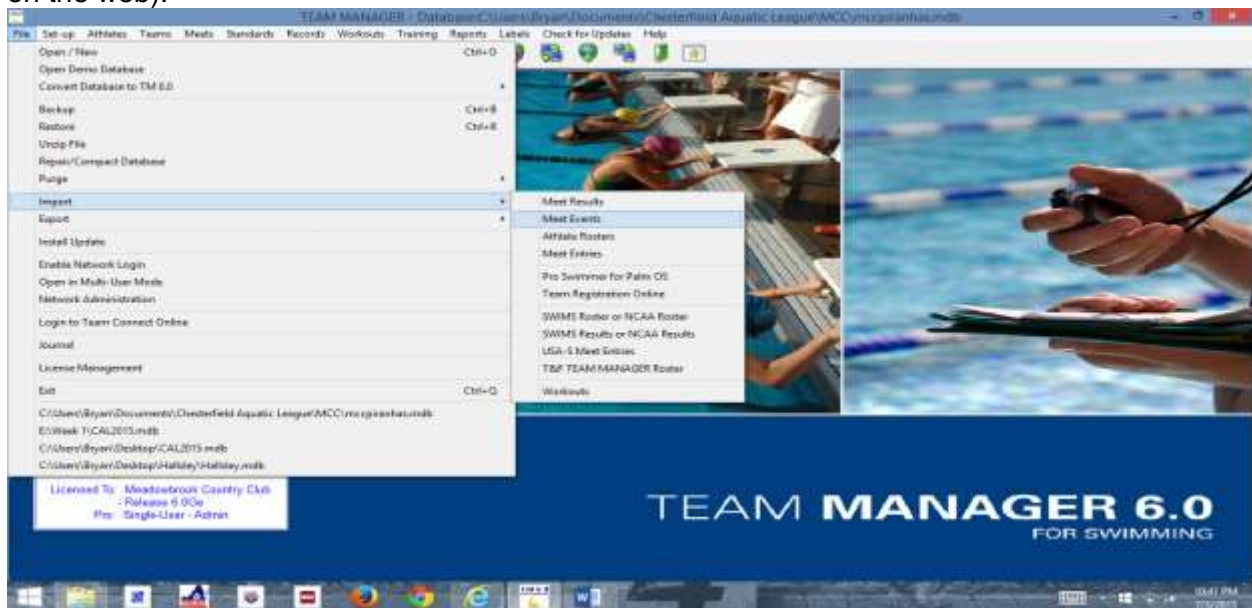 on the web).
TEAM MANAGER - Database: C:\Users\Bryan\Documents\Chesterfield Aquatic League\MCC\mccpiranhas.mdb
File Set-up Athletes Teams Meets Standards Records Workouts Training Reports Labels Check for Updates Help
Open / New Ctrl+O
Open Demo Database
Convert Database to TM 6.0
Backup Ctrl+B
Restore Ctrl+R
Unzip File
Repair/Compact Database
Purge
Import
Export
Install Update
Enable Network Login
Open in Multi-User Mode
Network Administration
Login to Team Connect Online
Journal
License Management
Exit Ctrl+Q
C:\Users\Bryan\Documents\Chesterfield Aquatic League\MCC\mccpiranhas.mdb
E:\Week 1\CAL2015.mdb
C:\Users\Bryan\Desktop\CAL2015.mdb
C:\Users\Bryan\Desktop\Hallsley\Hallsley.mdb
Meet Results
Meet Events
Athlete Rosters
Meet Entries
Pro Swimmer for Palm OS
Team Registration Online
SWIMS Roster or NCAA Roster
SWIMS Results or NCAA Results
USA-S Meet Entries
T&F TEAM MANAGER Roster
Workouts
Licensed To: Meadowbrook Country Club
- Release 6.0Ge
Pro: Single-User - Admin
TEAM MANAGER 6.0
FOR SWIMMING